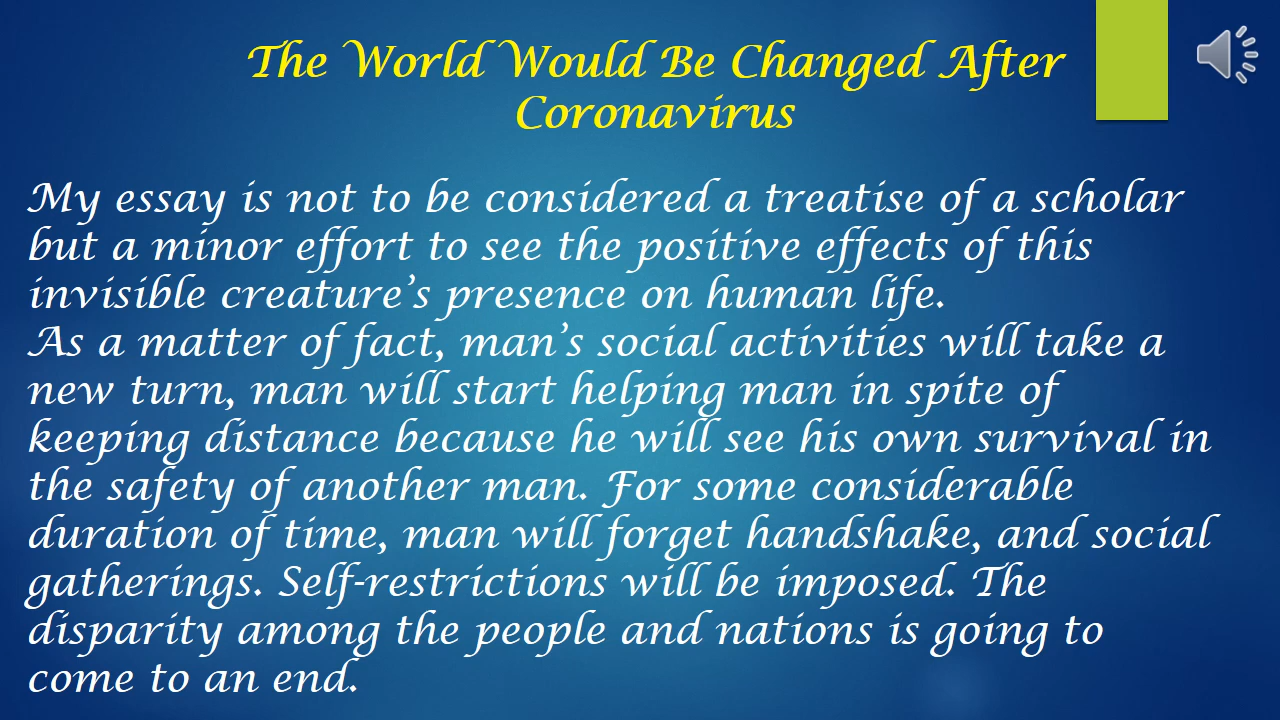 The World Would Be Changed After
Coronavirus
My essay is not to be considered a treatise of a scholar
but a minor effort to see the positive effects of this
invisible creature's presence on human life.
As a matter of fact, man's social activities will take a
new turn, man will start helping man in spite of
keeping distance because he will see his own survival in
the safety of another man. For some considerable
duration of time, man will forget handshake, and social
gatherings. Self-restrictions will be imposed. The
disparity among the people and nations is going to
come to an end.